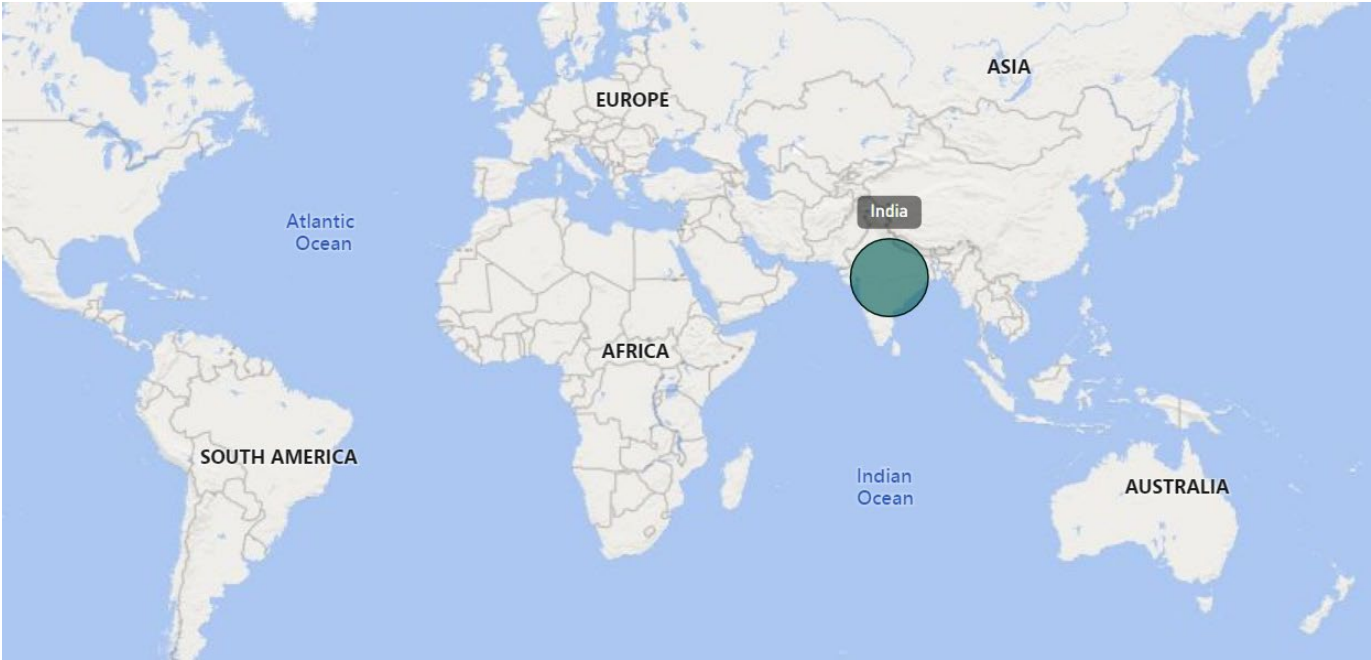 ASIA
EUROPE
India
Atlantic
Ocean
AFRICA
SOUTH AMERICA
Indian
Ocean
AUSTRALIA